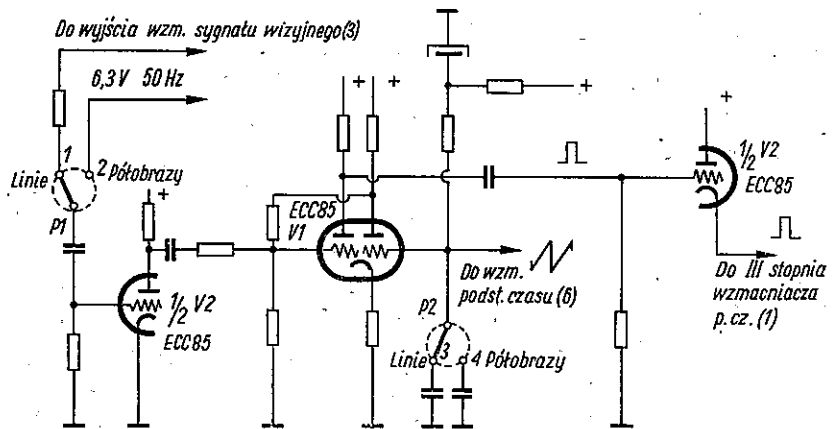 Do wyjścia wzm. sygnału wizyjnego(3)
6,3V 50 Hz
1
2 Półobrazy
Linie
P1
+
1/2 V2
ECC85
+ +
ECC85
V1
+
Do wzm.
podst. czasu (6)
P2
Linie 3 4 Półobrazy
+
1/2 V2
ECC85
Do III stopnia
wzmacniacza
p.cz. (1)